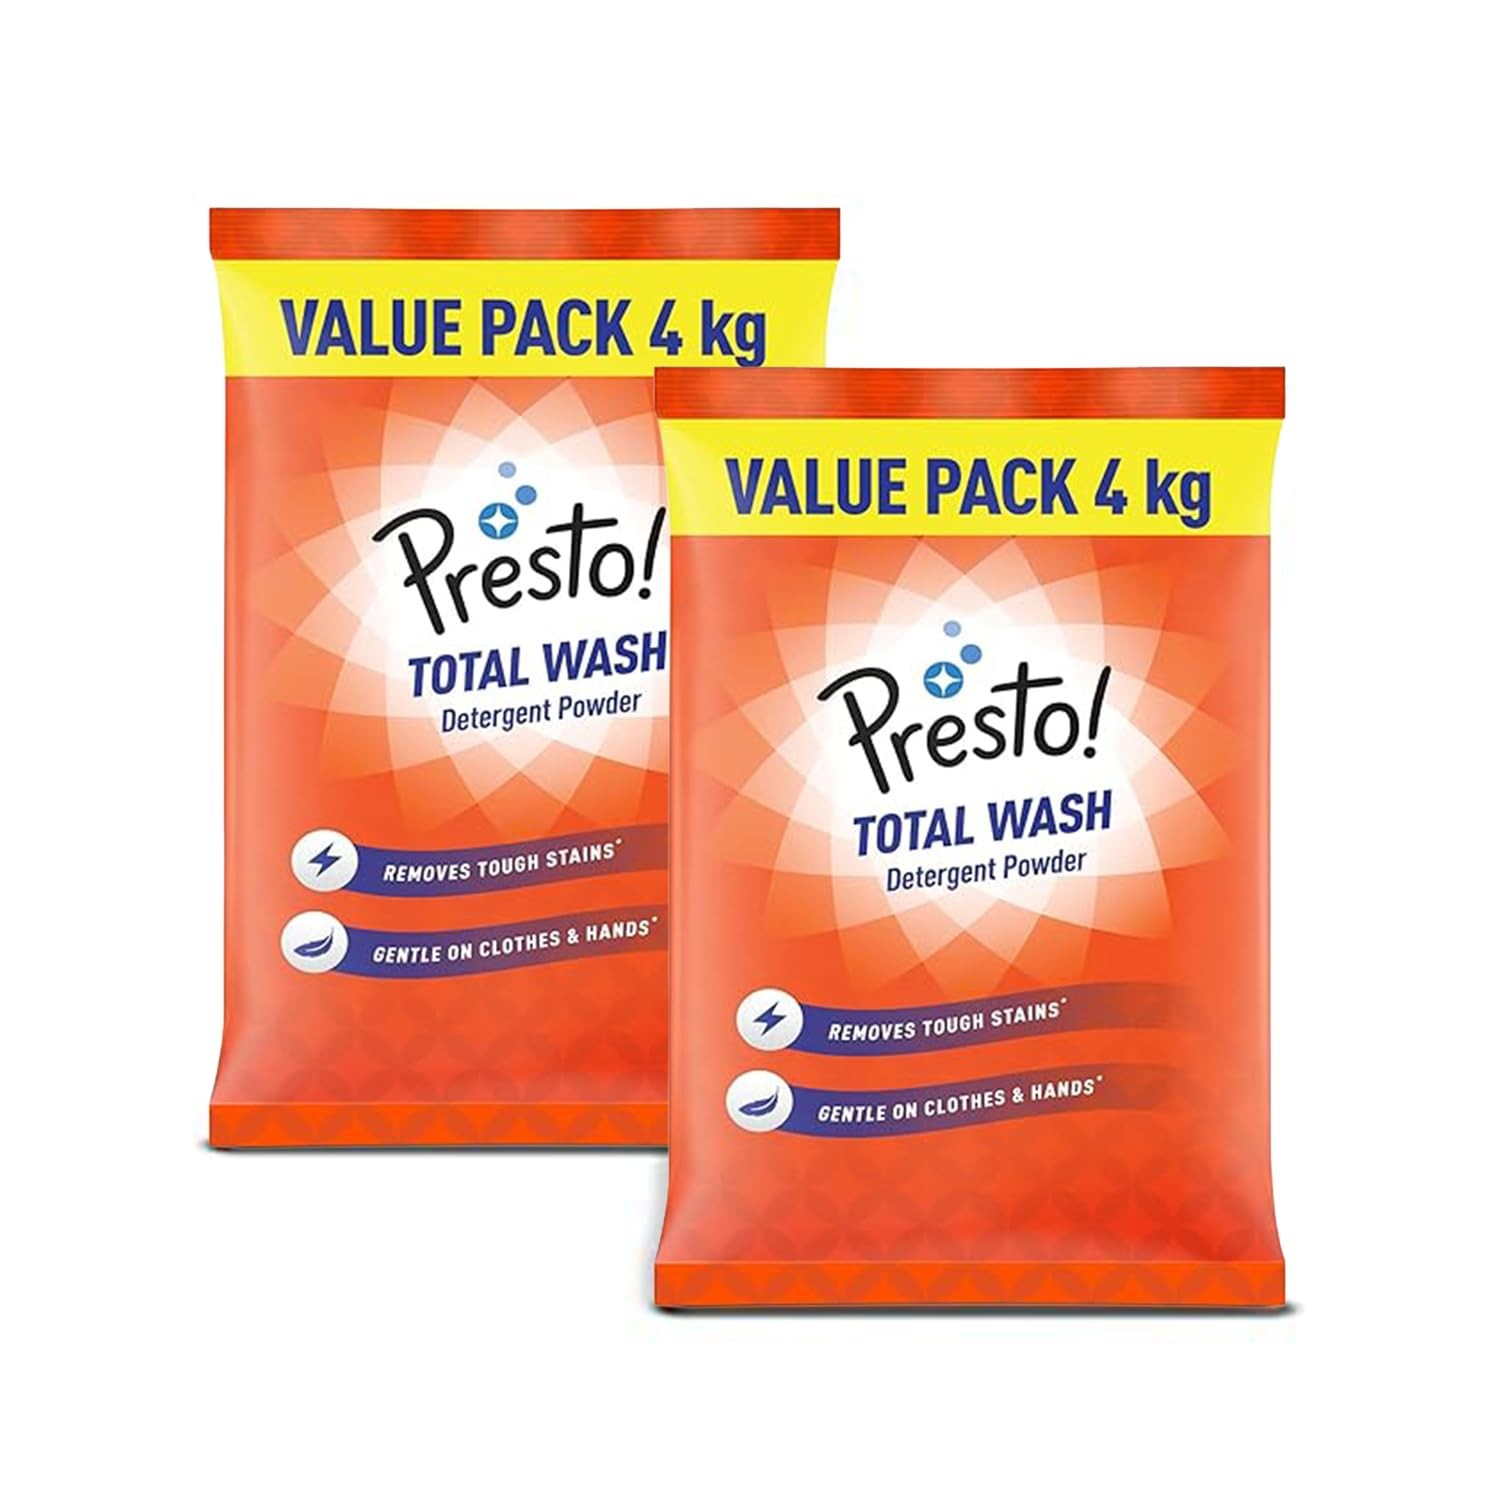 VALUE PACK 4 kg
Presto!
TOTAL WASH
Detergent Powder
REMOVES TOUGH STAINS*
GENTLE ON CLOTHES & HANDS*
VALUE PACK 4 kg
Presto!
TOTAL WASH
Detergent Powder
REMOVES TOUGH STAINS*
GENTLE ON CLOTHES & HANDS*